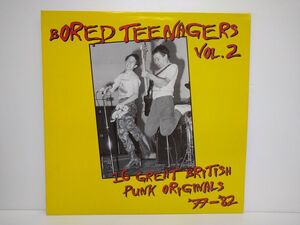 BORED TEENAGERS
VOL.2
16 GREAT BRITISH
PUNK ORIGINALS
'77-'82